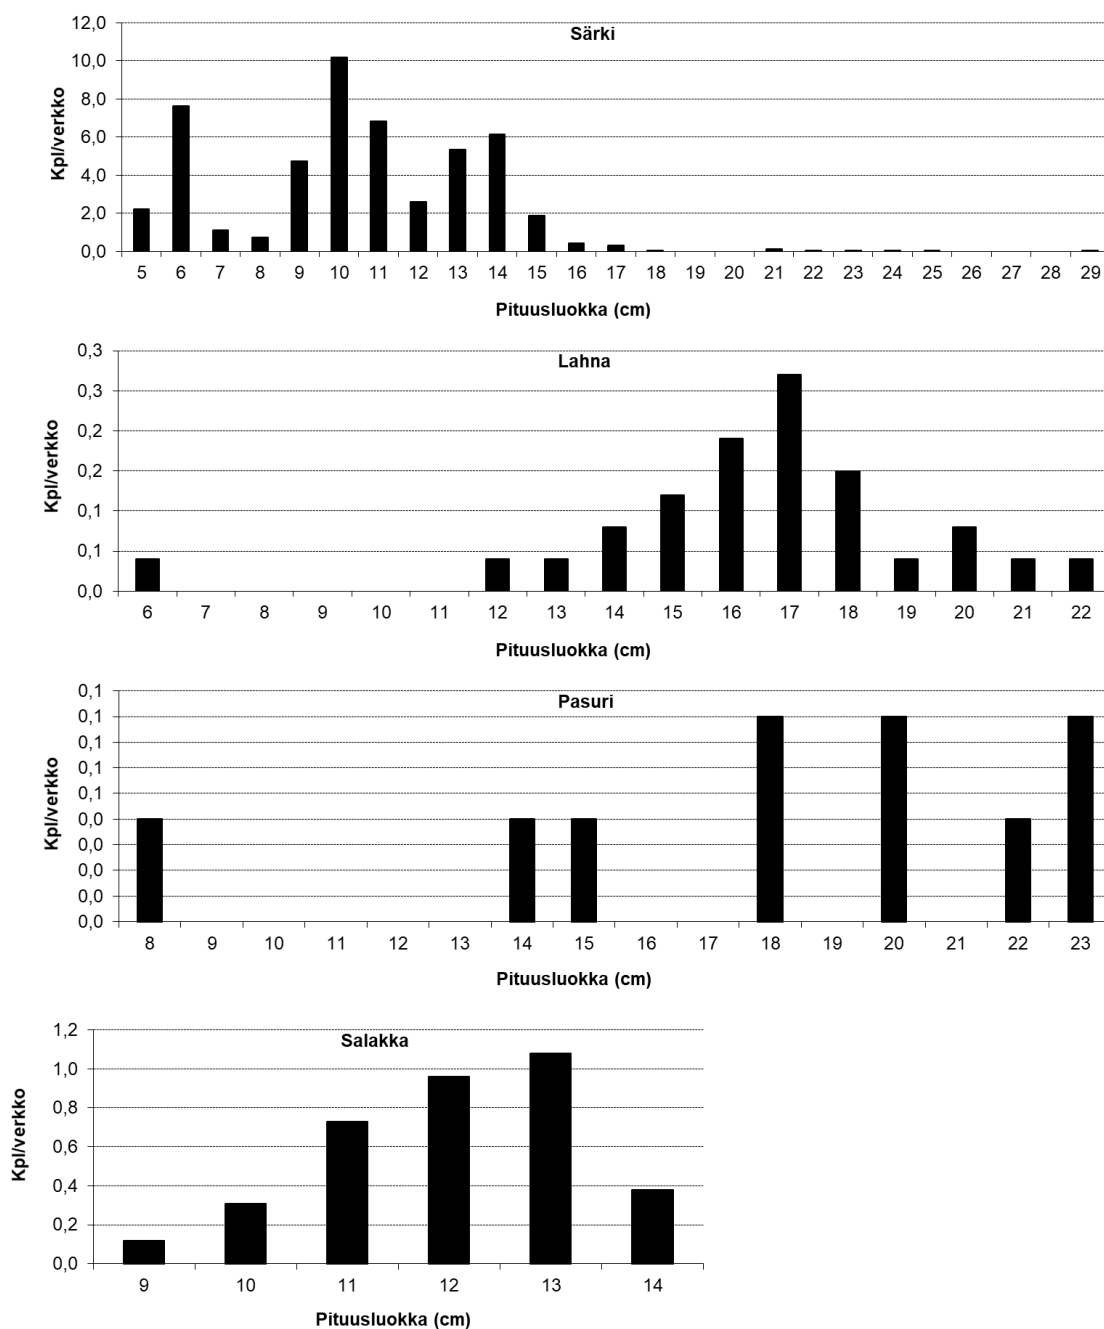 Särki
Kpl/verkko
12,0
10,0
8,0
6,0
4,0
2,0
0,0
5 6 7 8 9 10 11 12 13 14 15 16 17 18 19 20 21 22 23 24 25 26 27 28 29
Pituusluokka (cm)
Lahna
Kpl/verkko
0,3
0,3
0,2
0,2
0,1
0,1
0,0
6 7 8 9 10 11 12 13 14 15 16 17 18 19 20 21 22
Pituusluokka (cm)
Pasuri
Kpl/verkko
0,1
0,1
0,1
0,1
0,1
0,0
0,0
0,0
0,0
0,0
8 9 10 11 12 13 14 15 16 17 18 19 20 21 22 23
Pituusluokka (cm)
Salakka
Kpl/verkko
1,2
1,0
0,8
0,6
0,4
0,2
0,0
9 10 11 12 13 14
Pituusluokka (cm)